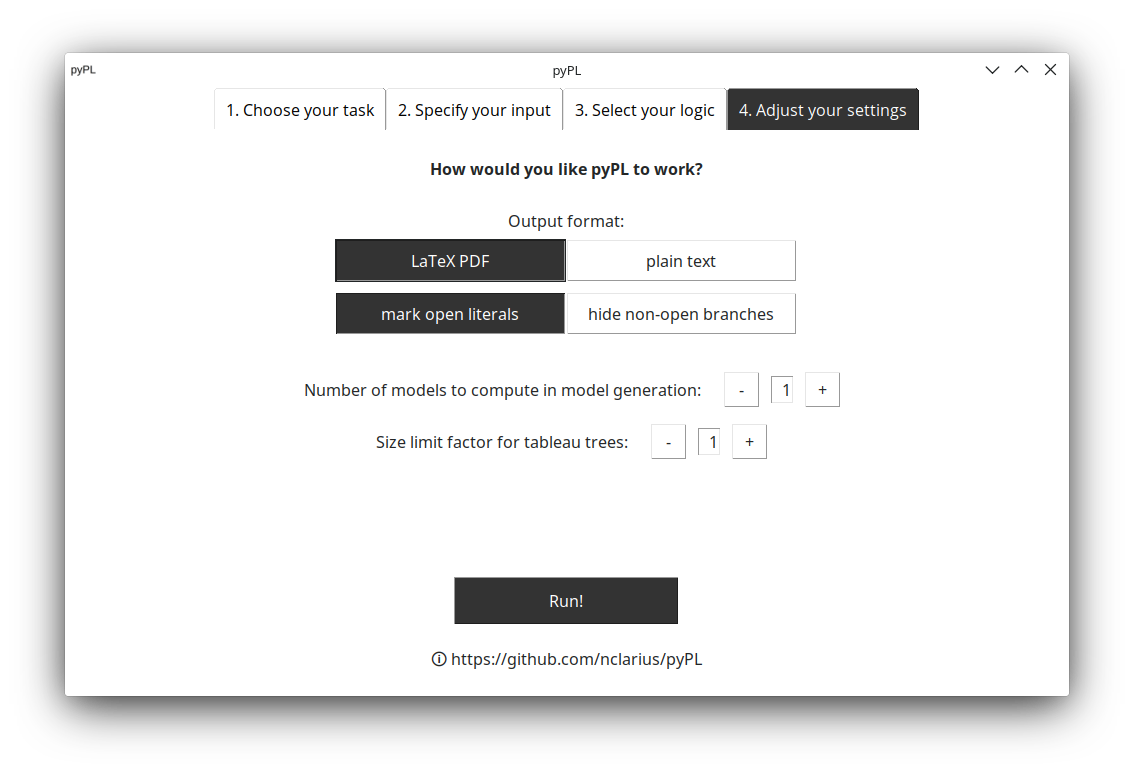 pyPL pyPL
1. Choose your task 2. Specify your input 3. Select your logic 4. Adjust your settings
How would you like pyPL to work?
Output format:
LaTeX PDF plain text
mark open literals hide non-open branches
Number of models to compute in model generation: - 1 +
Size limit factor for tableau trees: - 1 +
Run!
https://github.com/nclarius/pyPL